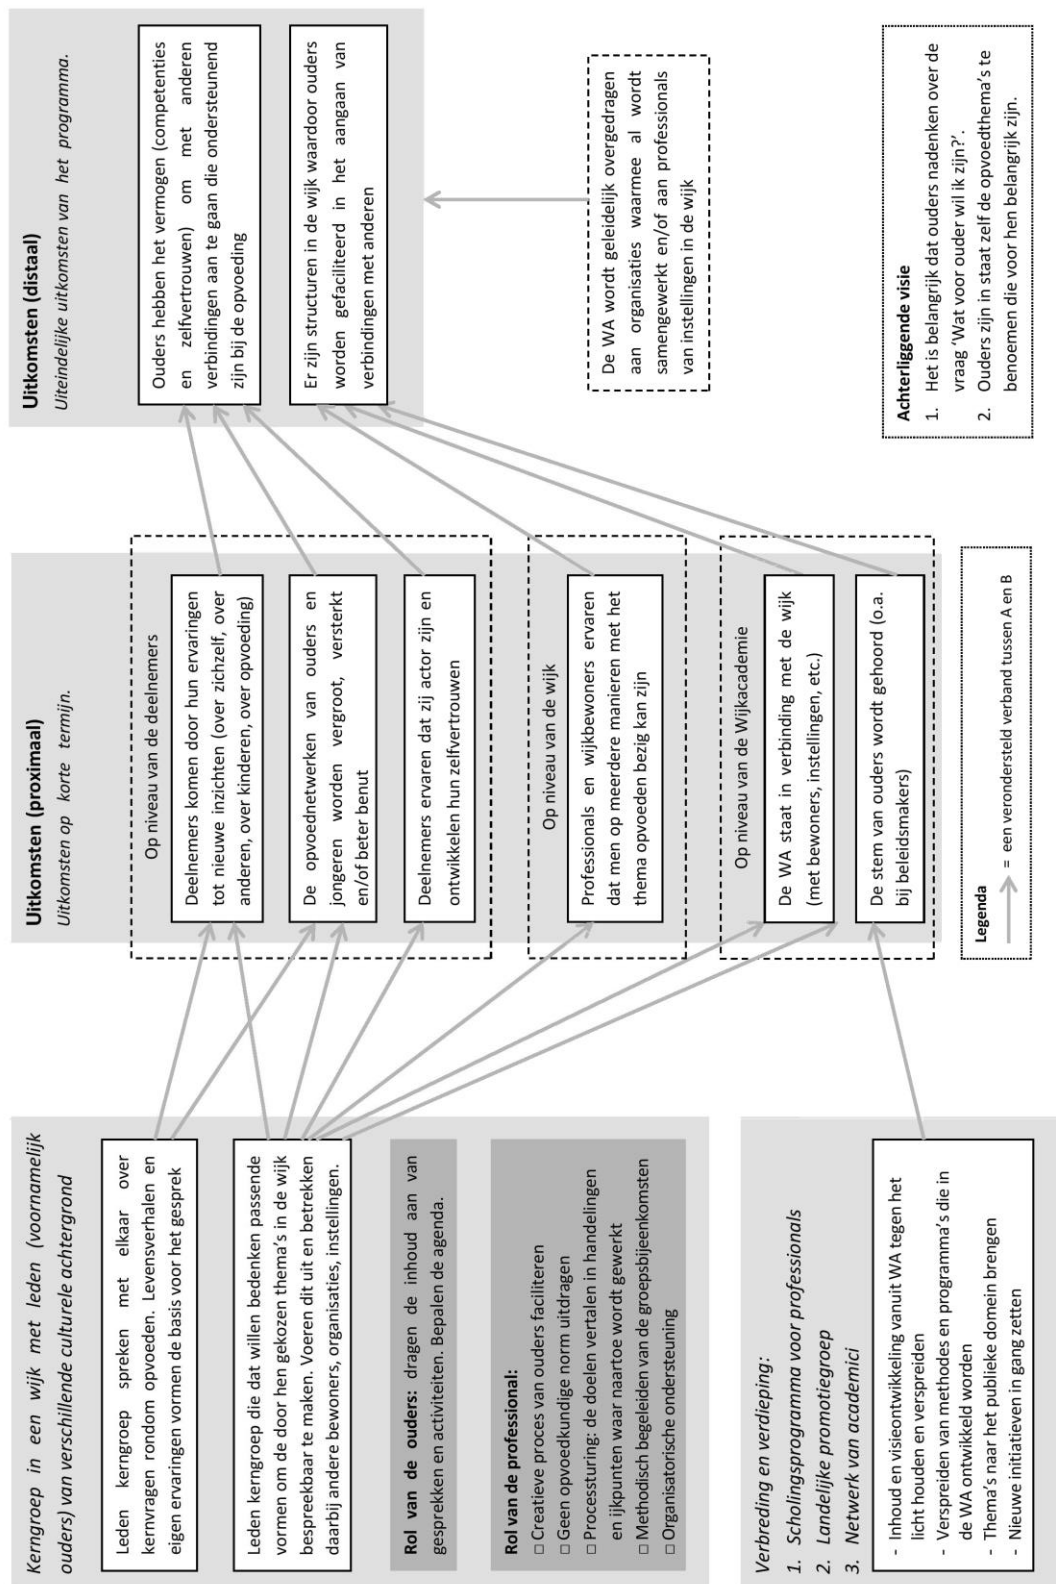 Kerngroep in een wijk met leden (voornamelijk
ouders) van verschillende culturele achtergrond
Leden kerngroep spreken met elkaar over
kernvragen rondom opvoeden. Levensverhalen en
eigen ervaringen vormen de basis voor het gesprek
Leden kerngroep die dat willen bedenken passende
vormen om de door hen gekozen thema's in de wijk
bespreekbaar te maken. Voeren dit uit en betrekken
daarbij andere bewoners, organisaties, instellingen.
Rol van de ouders: dragen de inhoud aan van
gesprekken en activiteiten. Bepalen de agenda.
Rol van de professional:
□ Creatieve proces van ouders faciliteren
□ Geen opvoedkundige norm uitdragen
□ Processturing: de doelen vertalen in handelingen
en ijkpunten waar naartoe wordt gewerkt
□ Methodisch begeleiden van de groepsbijeenkomsten
□ Organisatorische ondersteuning
Verbreding en verdieping:
1. Scholingsprogramma voor professionals
2. Landelijke promotiegroep
3. Netwerk van academici
- Inhoud en visieontwikkeling vanuit WA tegen het
licht houden en verspreiden
- Verspreiden van methodes en programma's die in
de WA ontwikkeld worden
- Thema's naar het publieke domein brengen
- Nieuwe initiatieven in gang zetten
Uitkomsten (proximaal)
Uitkomsten op korte termijn.
Op niveau van de deelnemers
Deelnemers komen door hun ervaringen
tot nieuwe inzichten (over zichzelf, over
anderen, over kinderen, over opvoeding)
De opvoednetwerken van ouders en
jongeren worden vergroot, versterkt
en/of beter benut
Deelnemers ervaren dat zij actor zijn en
ontwikkelen hun zelfvertrouwen
Op niveau van de wijk
Professionals en wijkbewoners ervaren
dat men op meerdere manieren met het
thema opvoeden bezig kan zijn
Op niveau van de Wijkacademie
De WA staat in verbinding met de wijk
(met bewoners, instellingen, etc.)
De stem van ouders wordt gehoord (o.a.
bij beleidsmakers)
Legenda
= een verondersteld verband tussen A en B
Uitkomsten (distaal)
Uiteindelijke uitkomsten van het programma.
Ouders hebben het vermogen (competenties
en zelfvertrouwen) om met anderen
verbindingen aan te gaan die ondersteunend
zijn bij de opvoeding
Er zijn structuren in de wijk waardoor ouders
worden gefaciliteerd in het aangaan van
verbindingen met anderen
De WA wordt geleidelijk overgedragen
aan organisaties waarmee al wordt
samengewerkt en/of aan professionals
van instellingen in de wijk
Achterliggende visie
1. Het is belangrijk dat ouders nadenken over de
vraag 'Wat voor ouder wil ik zijn?'.
2. Ouders zijn in staat zelf de opvoedthema's te
benoemen die voor hen belangrijk zijn.